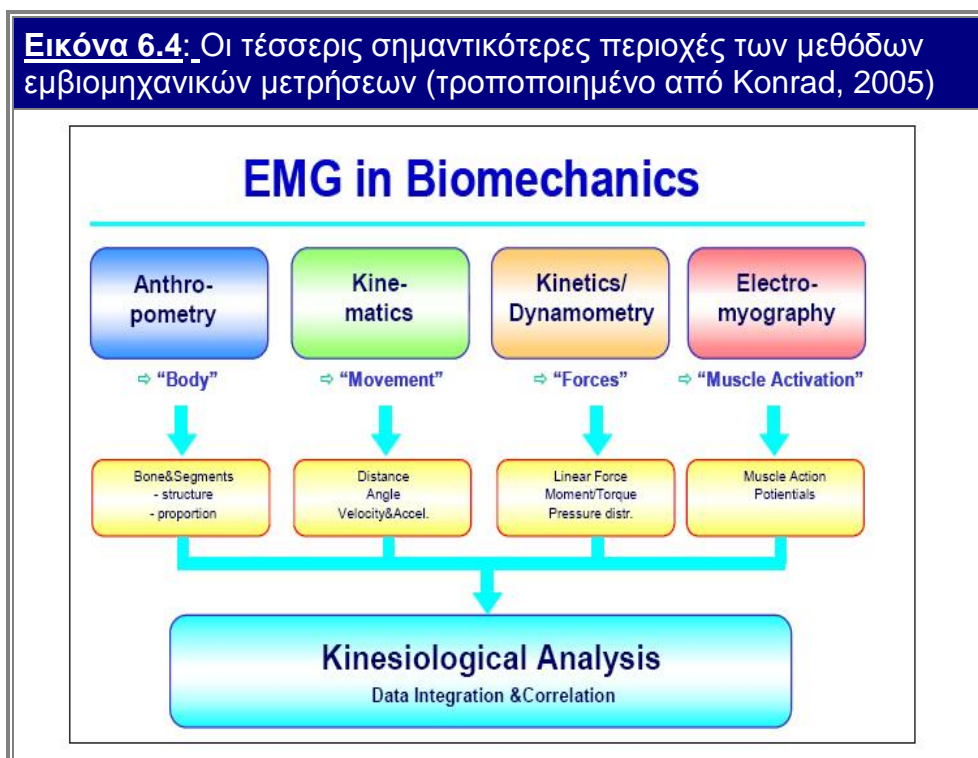 Εικόνα 6.4: Οι τέσσερις σημαντικότερες περιοχές των μεθόδων
εμβιομηχανικών μετρήσεων (τροποποιημένο από Konrad, 2005)
EMG in Biomechanics
Anthro-
pometry
⇨ "Body"
Bone&Segments
- structure
- proportion
Kine-
matics
⇨ "Movement"
Distance
Angle
Velocity&Accel.
Kinetics/
Dynamometry
⇨ "Forces"
Linear Force
Moment/Torque
Pressure distr.
Electro-
myography
⇨ "Muscle Activation"
Muscle Action
Potientials
Kinesiological Analysis
Data Integration &Correlation